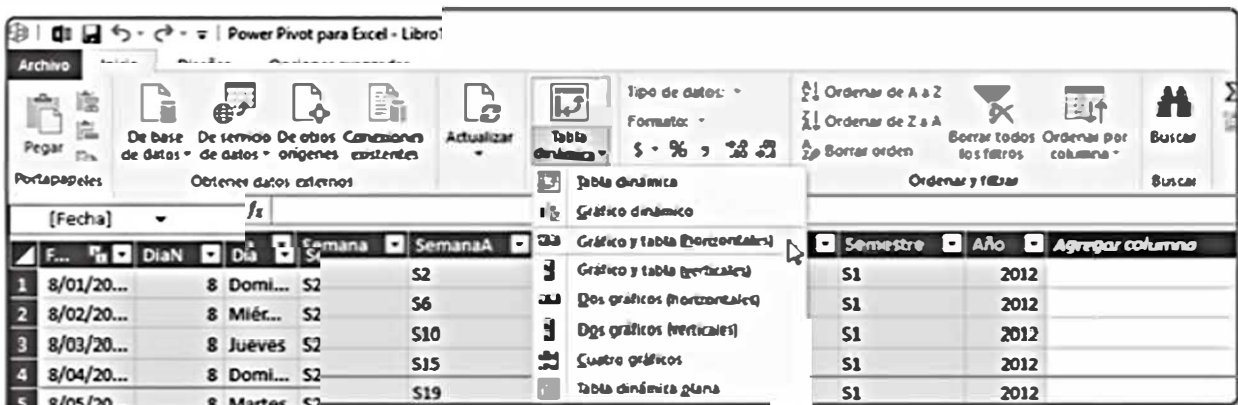 Power Pivot para Excel - Libro1
Archivo Inicio Diseñar Opciones avanzadas
Pegar
De base de datos
De servicio de datos
De otros orígenes
Conexiones existentes
Actualizar
Tabla dinámica
Tipo de datos:
Formato:
$ % 9
Ordenar de A a Z
Ordenar de Z a A
Borrar orden
Borrar todos los filtros
Ordenar por columna
Buscar
Portapapeles Obtener datos externos Ordenar y filtrar Buscar
Tabla dinámica
Gráfico dinámico
Gráfico y tabla (horizontales)
Gráfico y tabla (verticales)
Dos gráficos (horizontales)
Dos gráficos (verticales)
Cuatro gráficos
Tabla dinámica plana
[Fecha] fx
F... DiaN Dia Semana SemanaA Semestre Año Agregar columna
1 8/01/20... 8 Domi... S2 S2 S1 2012
2 8/02/20... 8 Miér... S2 S6 S1 2012
3 8/03/20... 8 Jueves S2 S10 S1 2012
4 8/04/20... 8 Domi... S2 S15 S1 2012
5 8/05/20... 8 Martes S2 S19 S1 2012